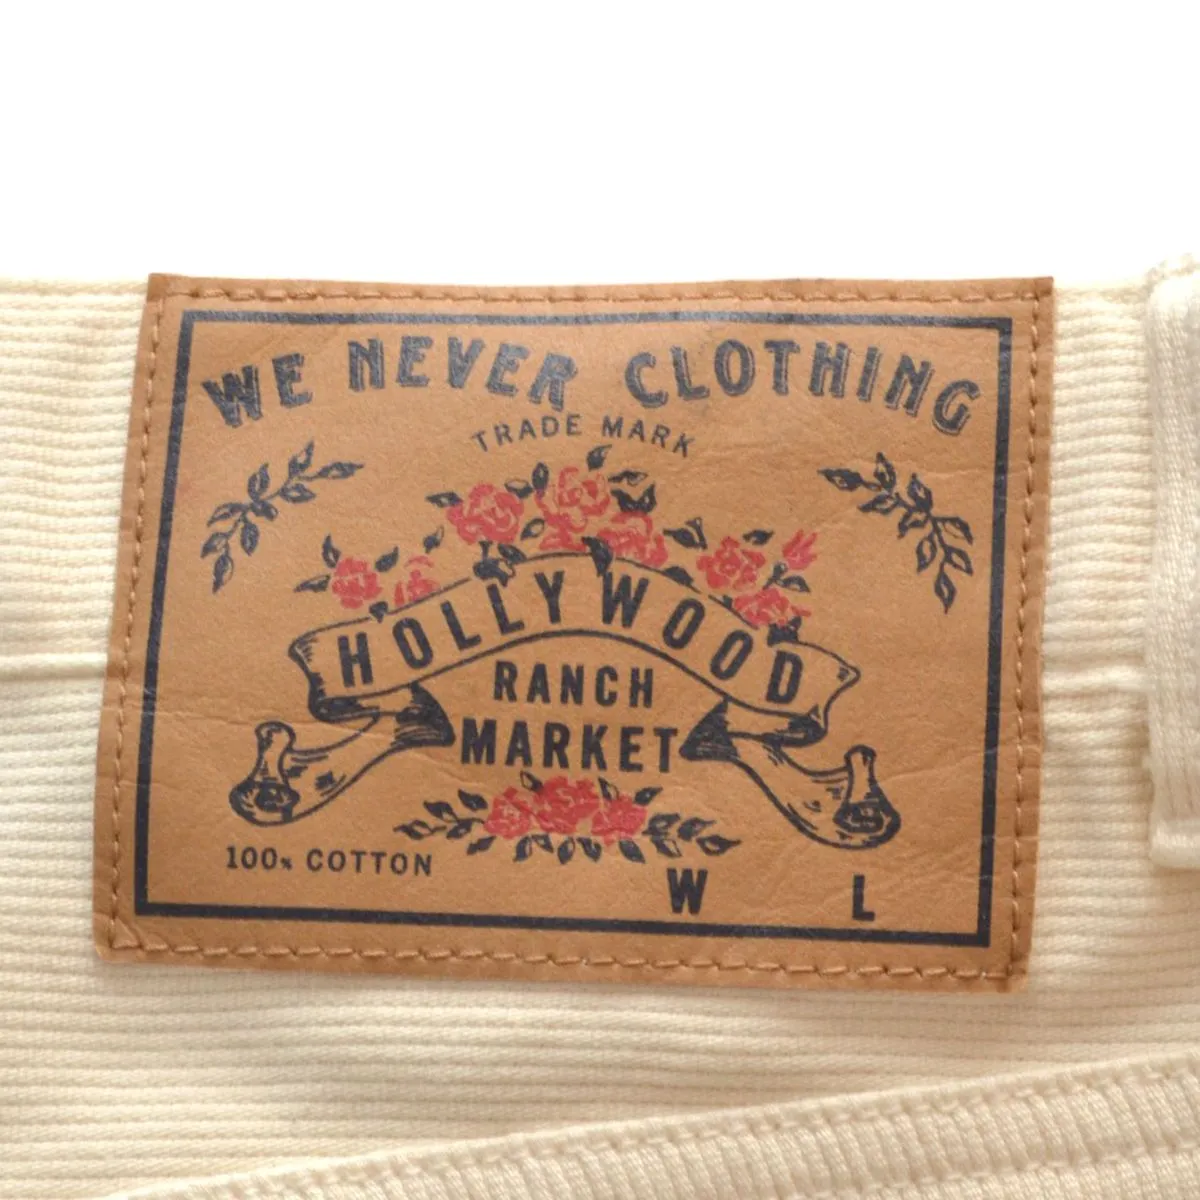 WE NEVER CLOTHING
TRADE MARK
HOLLYWOOD
RANCH
MARKET
100% COTTON
W L